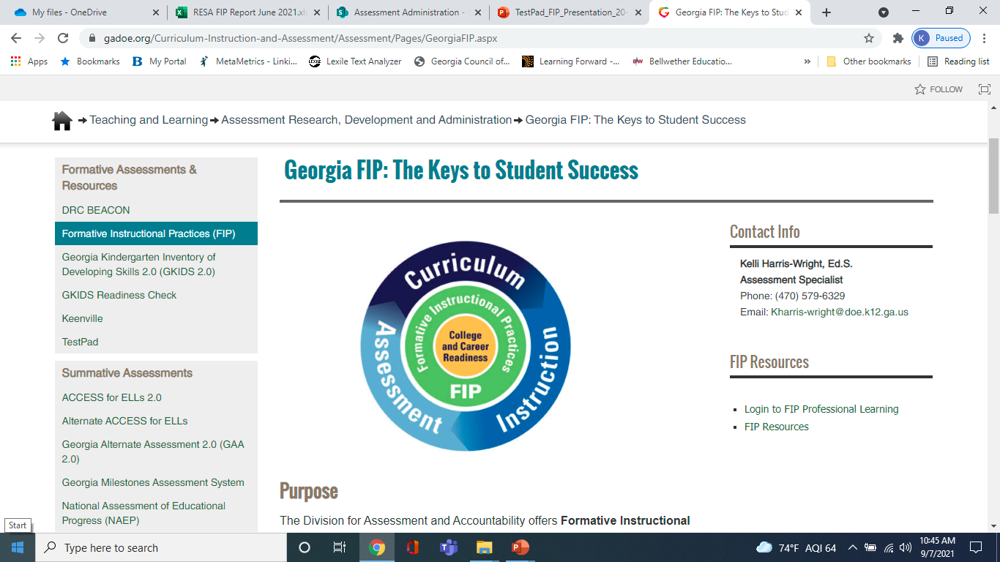 My files - OneDrive
RESA FIP Report June 2021.xl
Assessment Administration -
TestPad_FIP_Presentation_20-
Georgia FIP: The Keys to Stud
gadoe.org/Curriculum-Instruction-and-Assessment/Assessment/Pages/GeorgiaFIP.aspx
K Paused
Apps
Bookmarks
B My Portal
MetaMetrics - Linki...
LEXILE Lexile Text Analyzer
Georgia Council of...
Learning Forward -...
Bellwether Educatio...
»
Other bookmarks
Reading list
FOLLOW
Teaching and Learning
Assessment Research, Development and Administration
Georgia FIP: The Keys to Student Success
Formative Assessments &
Resources
DRC BEACON
Formative Instructional Practices (FIP)
Georgia Kindergarten Inventory of
Developing Skills 2.0 (GKIDS 2.0)
GKIDS Readiness Check
Keenville
TestPad
Summative Assessments
ACCESS for ELLs 2.0
Alternate ACCESS for ELLs
Georgia Alternate Assessment 2.0 (GAA
2.0)
Georgia Milestones Assessment System
National Assessment of Educational
Progress (NAEP)
Georgia FIP: The Keys to Student Success
Curriculum
Instruction
Assessment
Formative Instructional Practices
FIP
College
and Career
Readiness
Contact Info
Kelli Harris-Wright, Ed.S.
Assessment Specialist
Phone: (470) 579-6329
Email: Kharris-wright@doe.k12.ga.us
FIP Resources
Login to FIP Professional Learning
FIP Resources
Purpose
The Division for Assessment and Accountability offers Formative Instructional
Start
Type here to search
74°F AQI 64
10:45 AM
9/7/2021